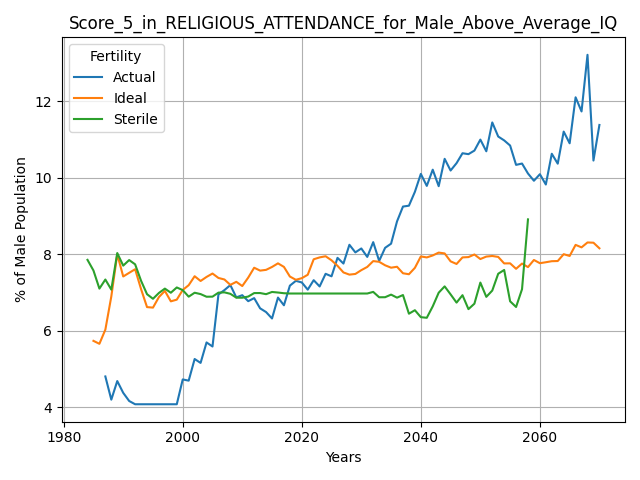 Score_5_in_RELIGIOUS_ATTENDANCE_for_Male_Above_Average_IQ
Fertility
Actual
Ideal
Sterile
% of Male Population
12
10
8
6
4
1980 2000 2020 2040 2060
Years